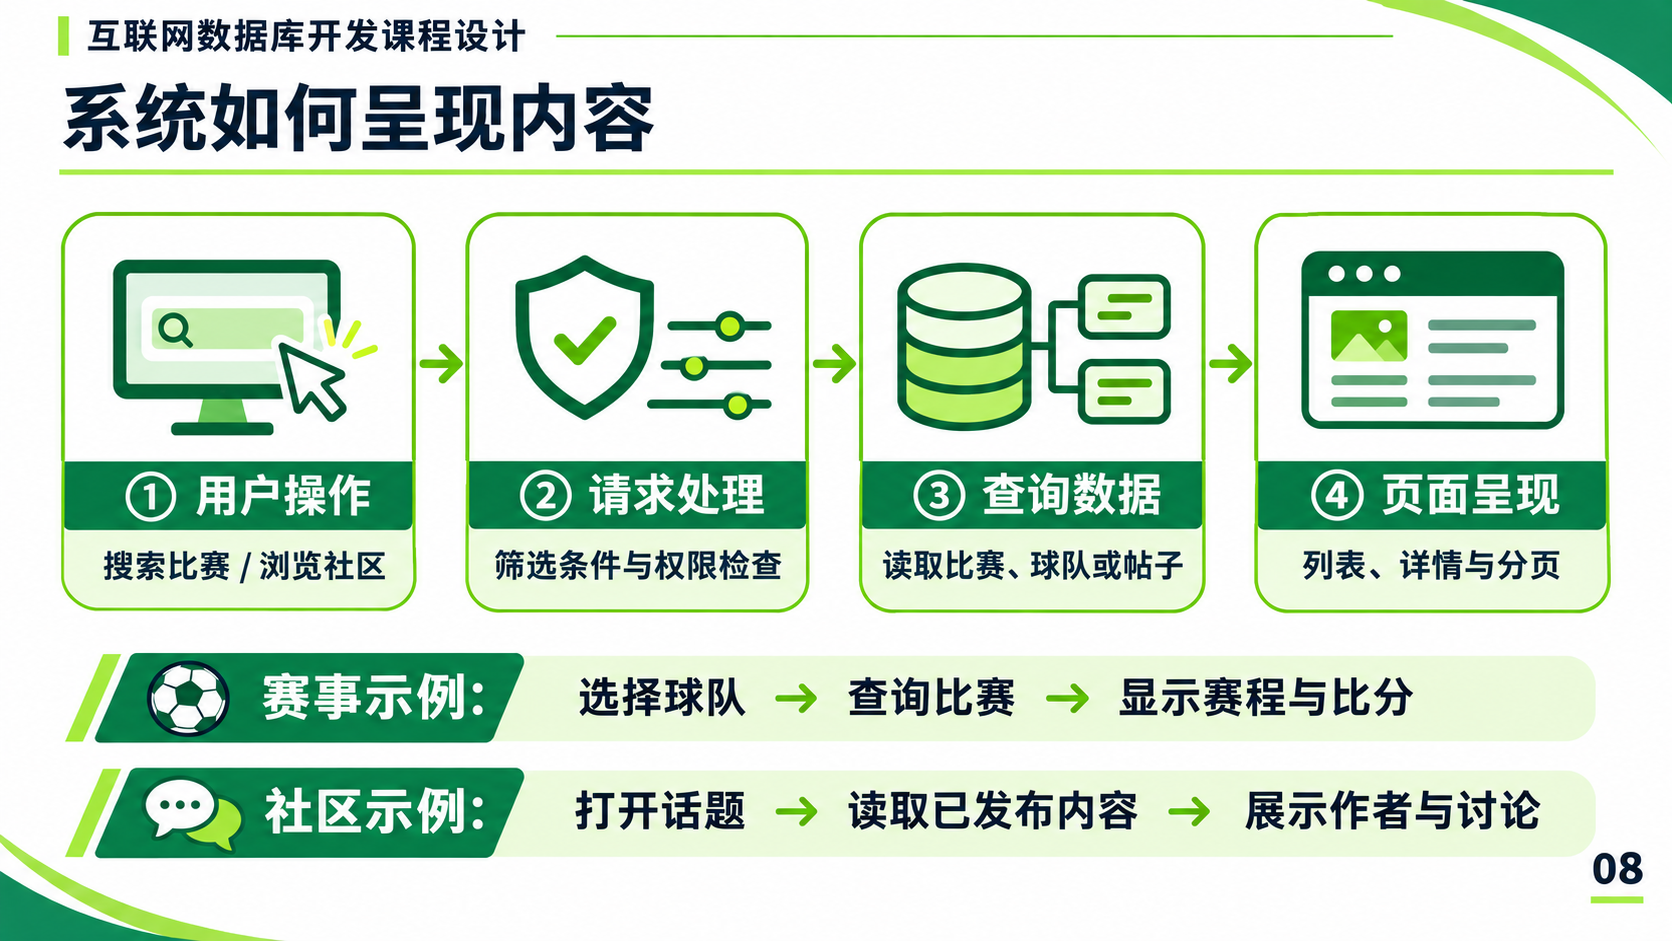 互联网数据库开发课程设计
系统如何呈现内容
① 用户操作
搜索比赛 / 浏览社区
② 请求处理
筛选条件与权限检查
③ 查询数据
读取比赛、球队或帖子
④ 页面呈现
列表、详情与分页
赛事示例： 选择球队 → 查询比赛 → 显示赛程与比分
社区示例： 打开话题 → 读取已发布内容 → 展示作者与讨论
08